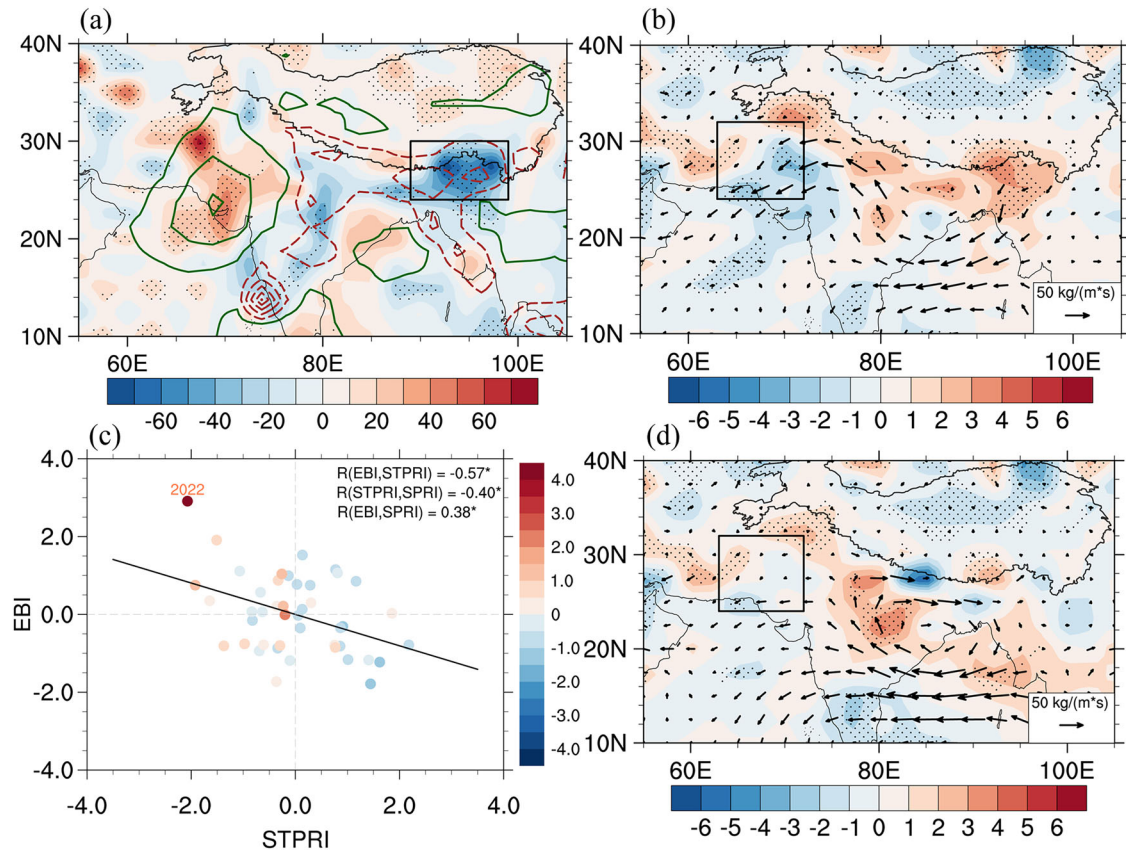 (a)
(b)
40N
30N
20N
10N
60E 80E 100E
-60 -40 -20 0 20 40 60
40N
30N
20N
10N
50 kg/(m*s)
60E 80E 100E
-6 -5 -4 -3 -2 -1 0 1 2 3 4 5 6
(c)
(d)
EBI
4.0
2.0
0.0
-2.0
-4.0
2022
R(EBI,STPRI) = -0.57*
R(STPRI,SPRI) = -0.40*
R(EBI,SPRI) = 0.38*
-4.0 -2.0 0.0 2.0 4.0
STPRI
4.0
3.0
2.0
1.0
0
-1.0
-2.0
-3.0
-4.0
40N
30N
20N
10N
50 kg/(m*s)
60E 80E 100E
-6 -5 -4 -3 -2 -1 0 1 2 3 4 5 6